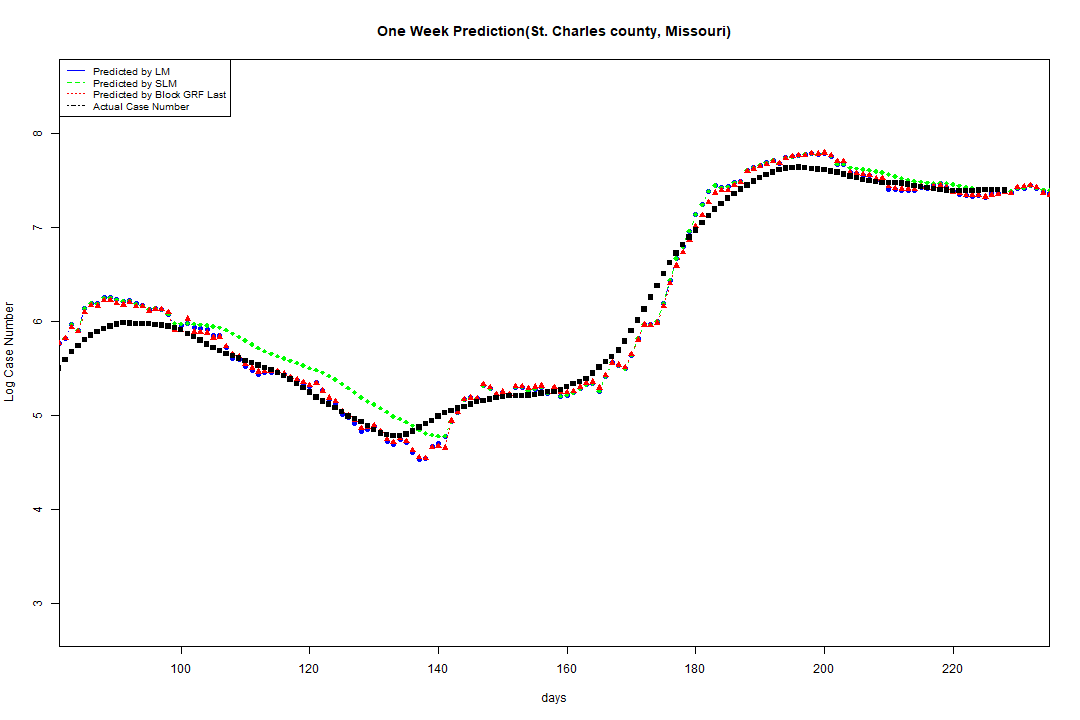 One Week Prediction(St. Charles county, Missouri)
Predicted by LM
Predicted by SLM
Predicted by Block GRF Last
Actual Case Number
8
7
6
5
4
3
Log Case Number
100 120 140 160 180 200 220
days